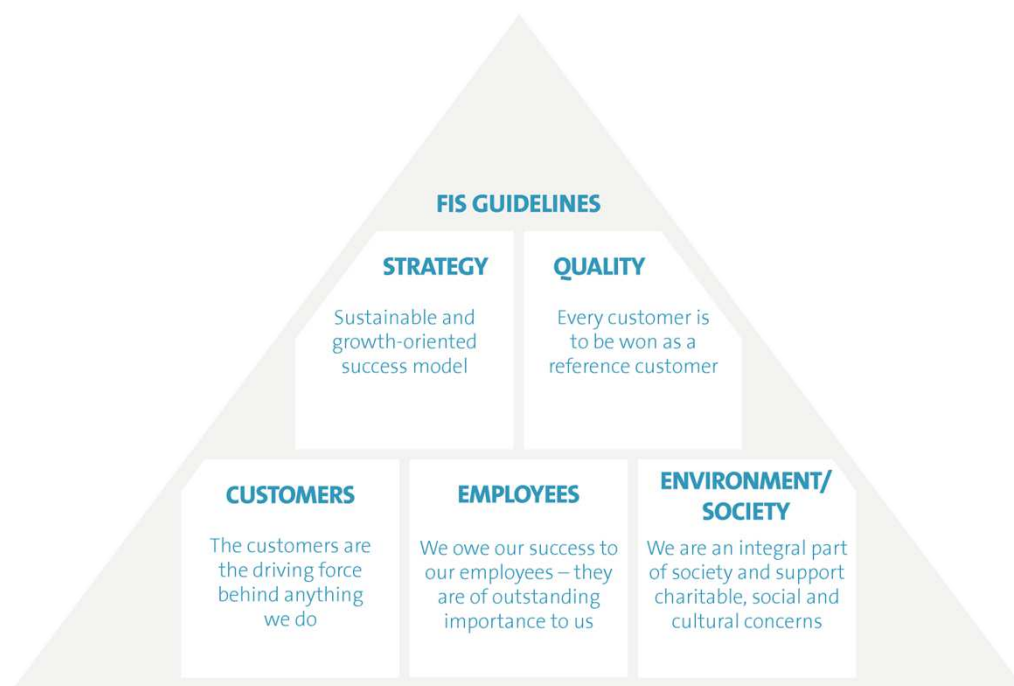 FIS GUIDELINES
STRATEGY
Sustainable and
growth-oriented
success model
QUALITY
Every customer is
to be won as a
reference customer
CUSTOMERS
The customers are
the driving force
behind anything
we do
EMPLOYEES
We owe our success to
our employees – they
are of outstanding
importance to us
ENVIRONMENT/
SOCIETY
We are an integral part
of society and support
charitable, social and
cultural concerns